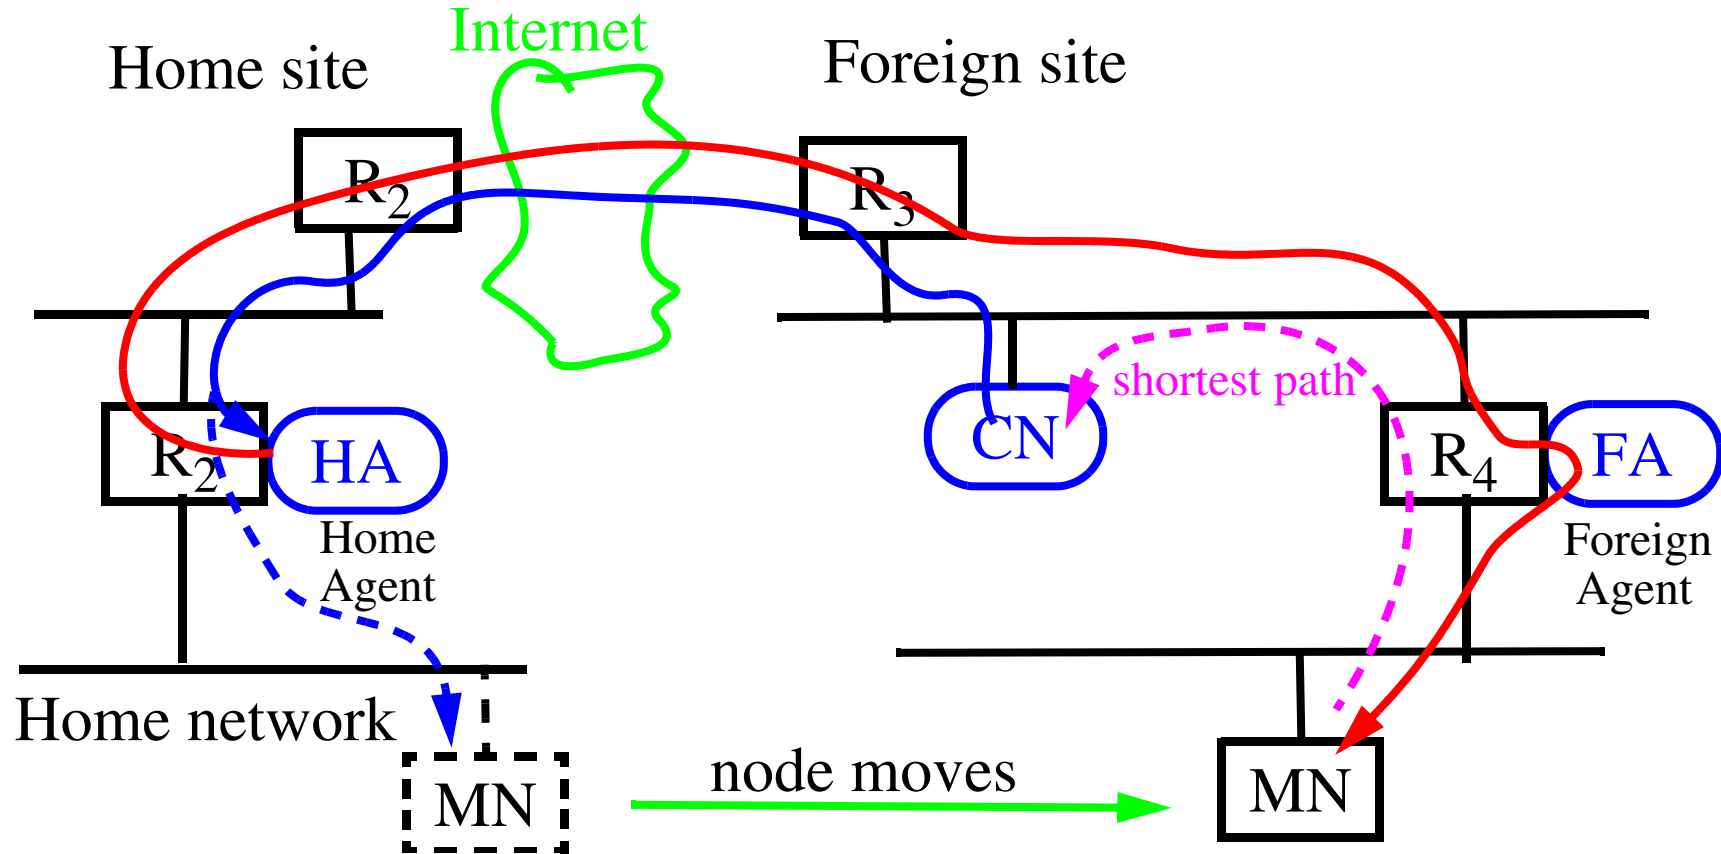 Internet
Home site
Foreign site
R2
R3
shortest path
R2
HA
CN
R4
FA
Home
Agent
Foreign
Agent
Home network
node moves
MN
MN